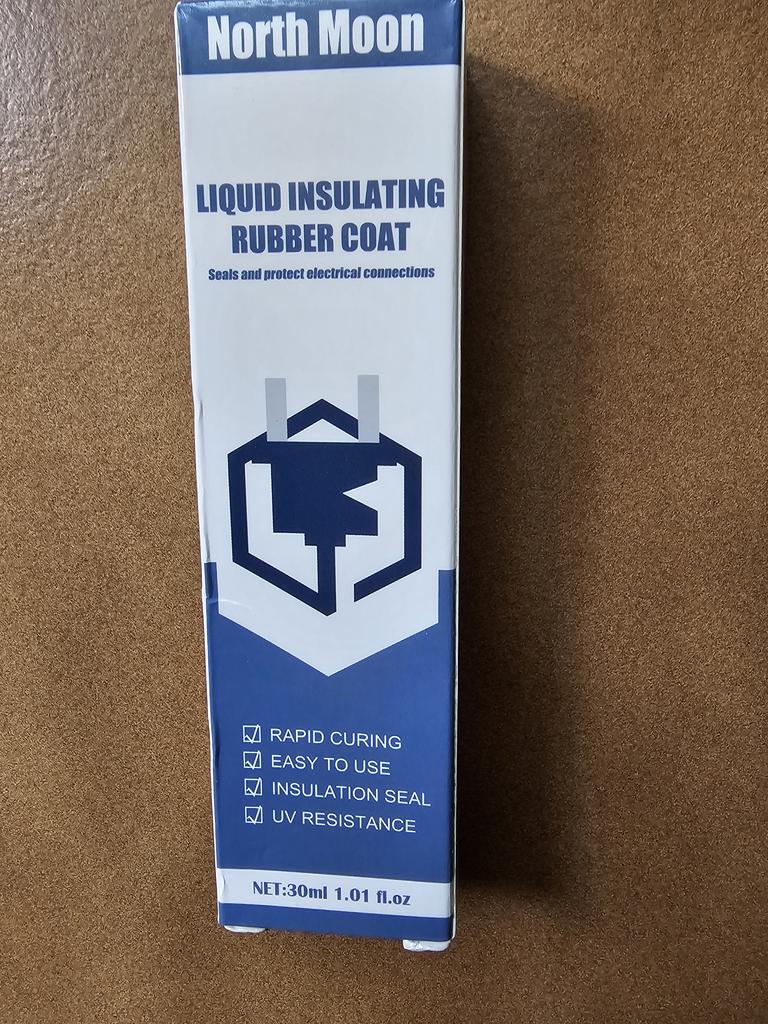 North Moon
LIQUID INSULATING
RUBBER COAT
Seals and protect electrical connections
RAPID CURING
EASY TO USE
INSULATION SEAL
UV RESISTANCE
NET:30ml 1.01 fl.oz